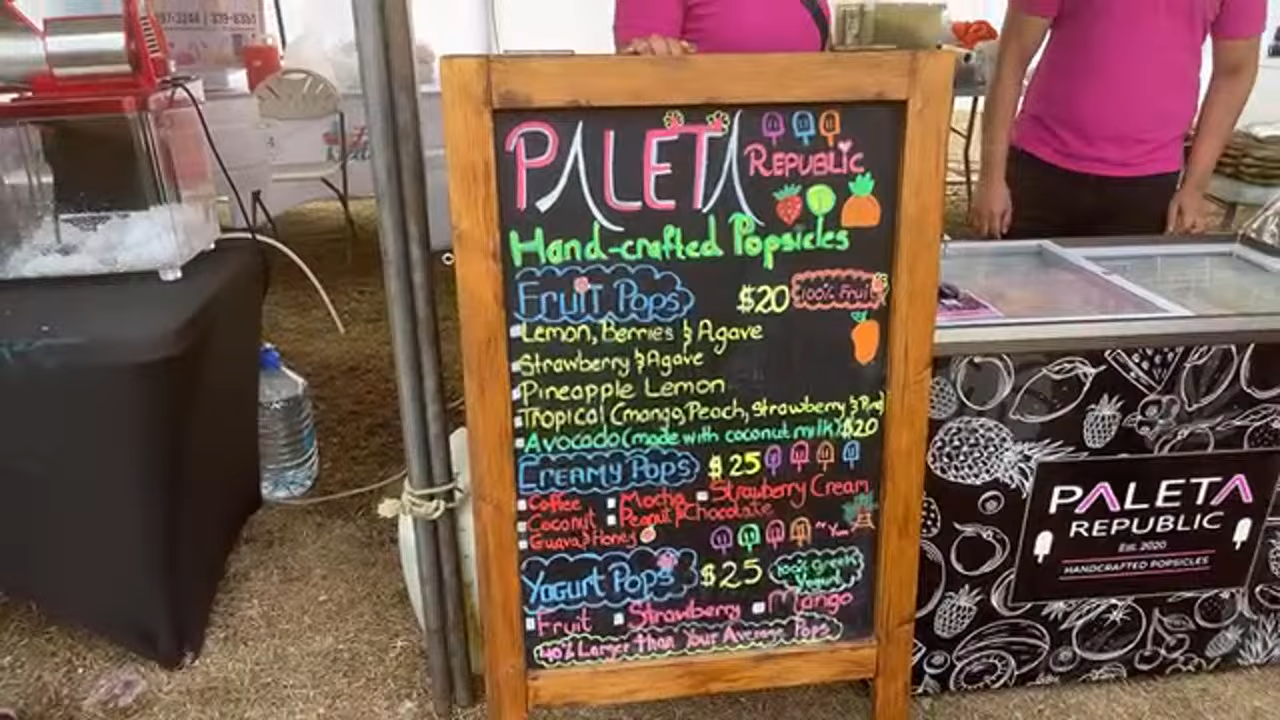 PALETA REPUBLIC
Hand-crafted Popsicles
FRUIT POPS $20 100% Fruit
Lemon, Berries & Agave
Strawberry & Agave
Pineapple Lemon
Tropical (mango, Peach, Strawberry & Pine)
Avocado (made with coconut milk) $20
CREAMY POPS $25
Coffee Mocha Strawberry Cream
Coconut Peanut & Chocolate
Guava & Honey ~Yum~
YOGURT POPS $25 100% Greek Yogurt
Fruit Strawberry Mango
40% Larger than Your Average Pops
PALETA
REPUBLIC
Est. 2020
HANDCRAFTED POPSICLES